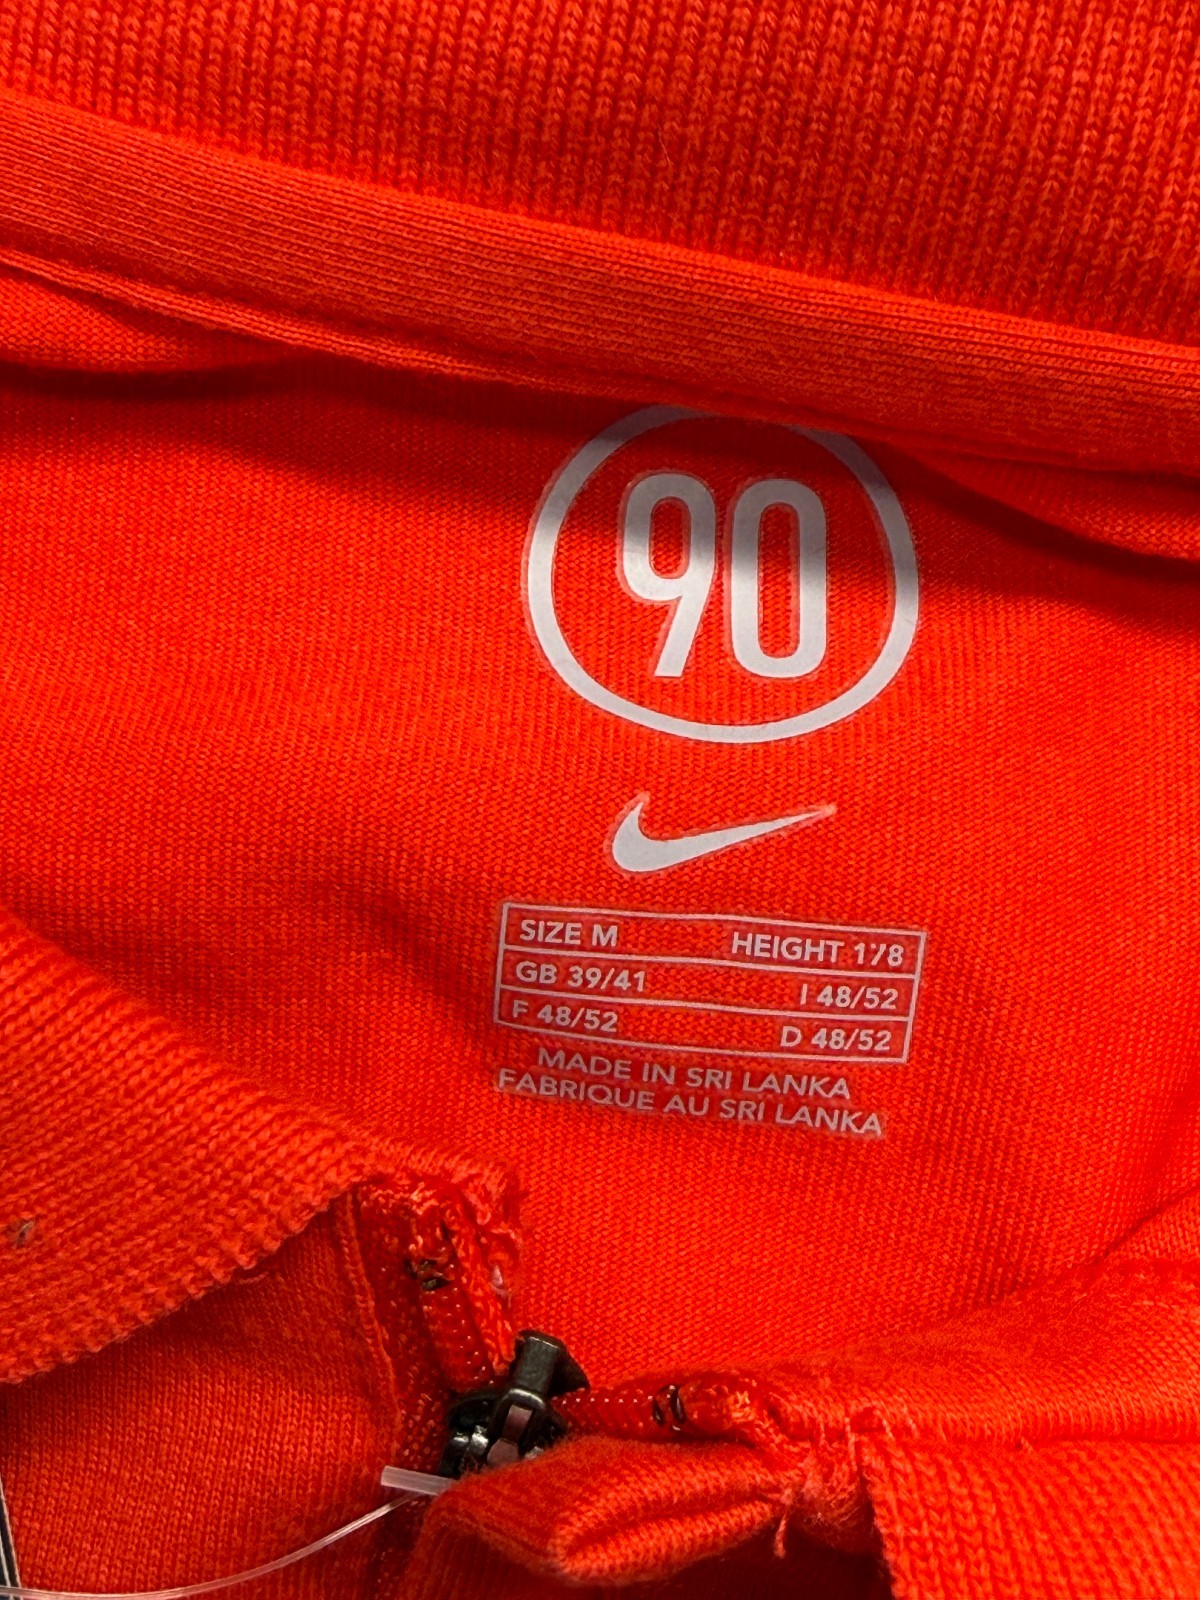 90
SIZE M HEIGHT 178
GB 39/41 I 48/52
F 48/52 D 48/52
MADE IN SRI LANKA
FABRIQUE AU SRI LANKA